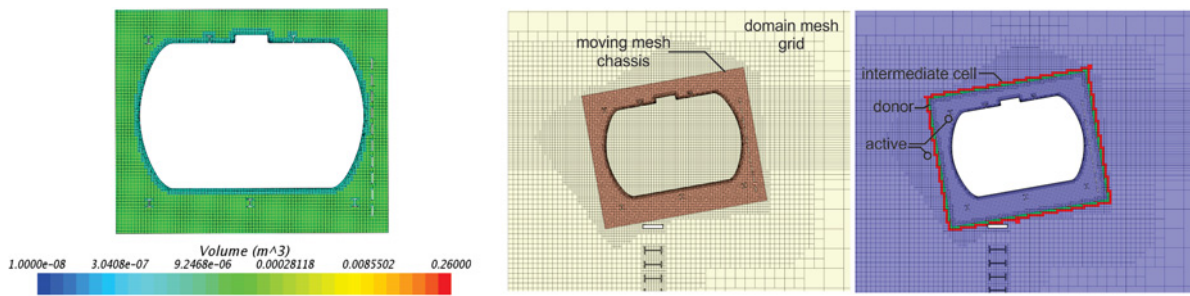 Volume (m^3)
1.0000e-08 3.0408e-07 9.2468e-06 0.00028118 0.0085502 0.26000
moving mesh
chassis
domain mesh
grid
intermediate cell
donor
active